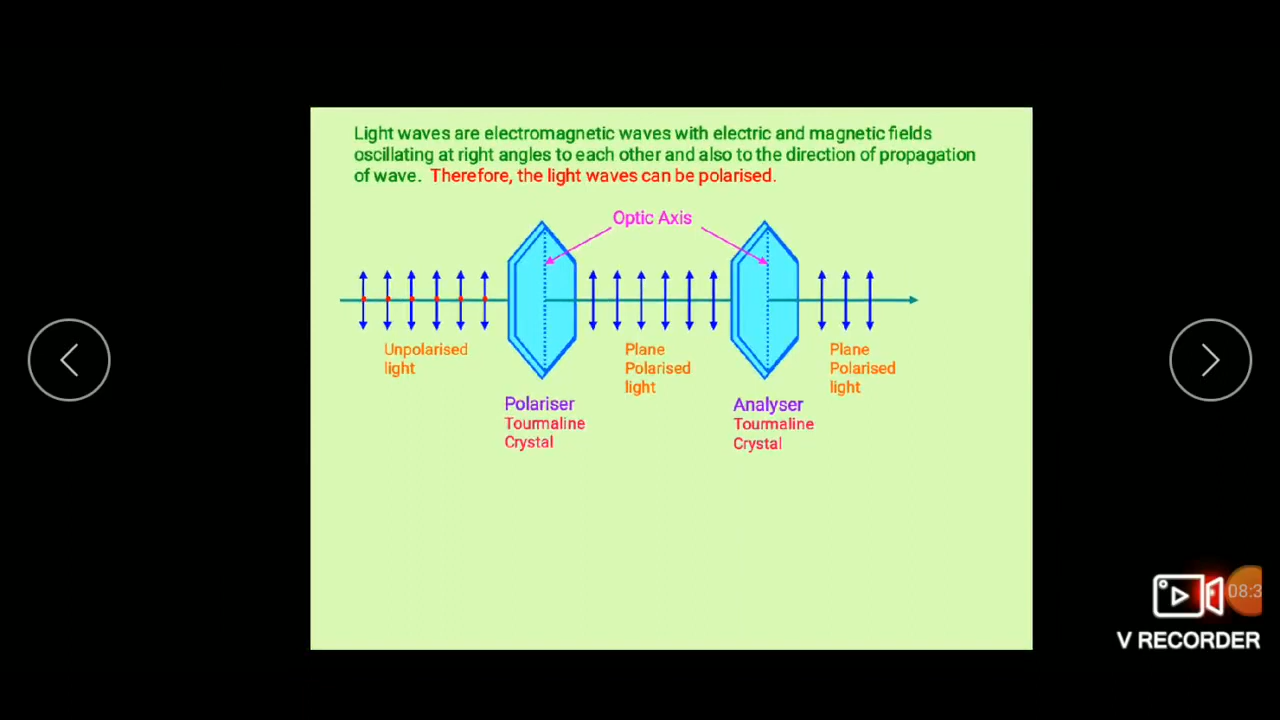 Light waves are electromagnetic waves with electric and magnetic fields
oscillating at right angles to each other and also to the direction of propagation
of wave. Therefore, the light waves can be polarised.
Optic Axis
Unpolarised
light
Plane
Polarised
light
Plane
Polarised
light
Polariser
Tourmaline
Crystal
Analyser
Tourmaline
Crystal
08:3
V RECORDER